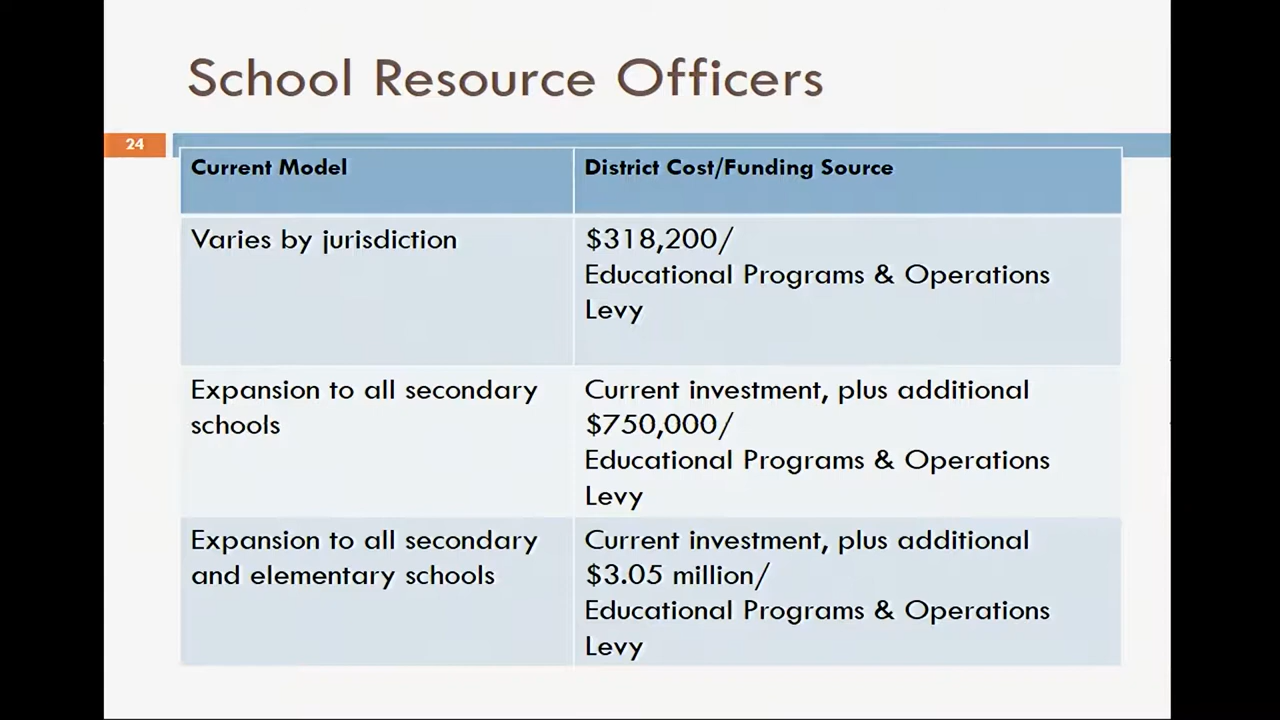 School Resource Officers
24
Current Model
District Cost/Funding Source
Varies by jurisdiction
$318,200/
Educational Programs & Operations
Levy
Expansion to all secondary
schools
Current investment, plus additional
$750,000/
Educational Programs & Operations
Levy
Expansion to all secondary
and elementary schools
Current investment, plus additional
$3.05 million/
Educational Programs & Operations
Levy